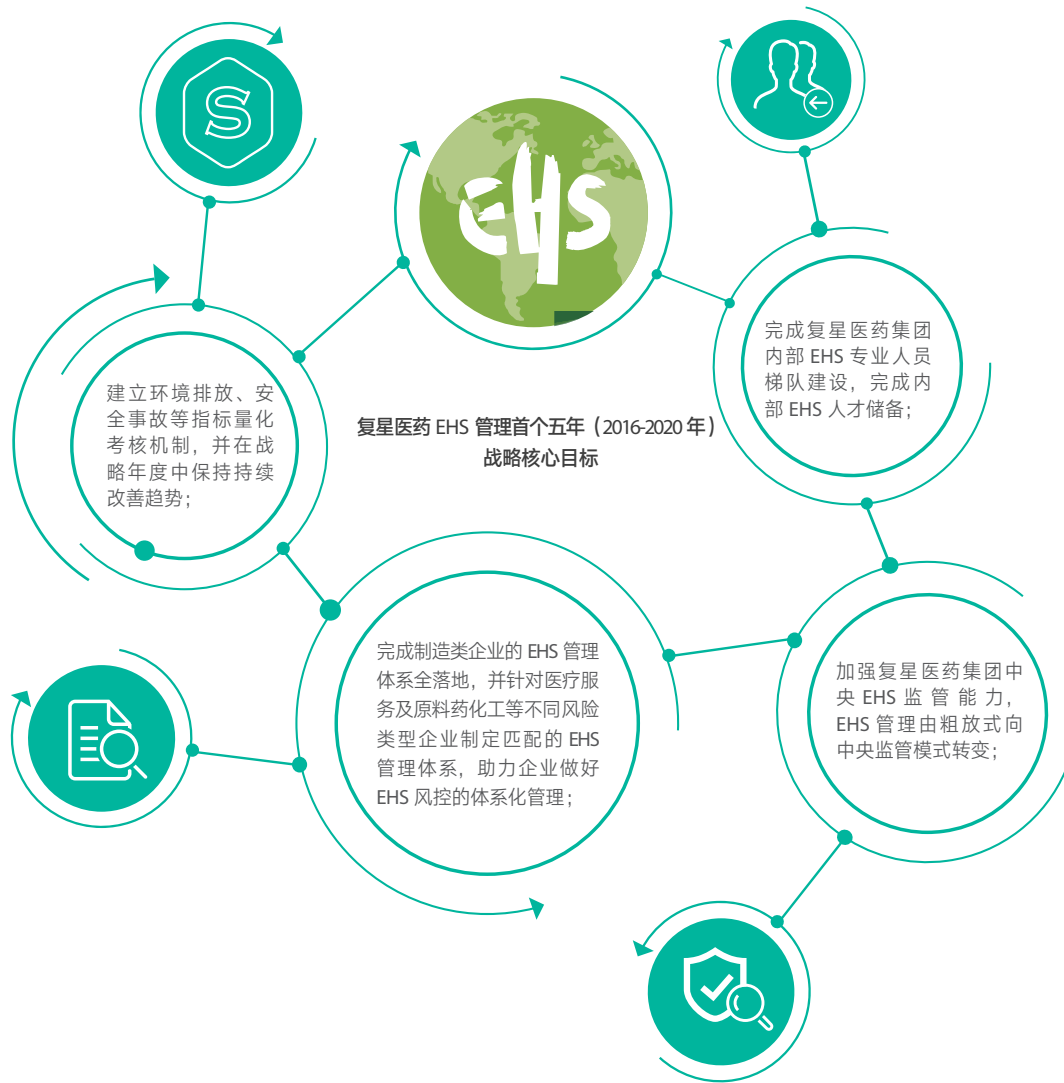 S
EHS
复星医药 EHS 管理首个五年（2016-2020 年）
战略核心目标
建立环境排放、安
全事故等指标量化
考核机制，并在战
略年度中保持持续
改善趋势；
完成复星医药集团
内部 EHS 专业人员
梯队建设，完成内
部 EHS 人才储备；
完成制造类企业的 EHS 管理
体系全落地，并针对医疗服
务及原料药化工等不同风险
类型企业制定匹配的 EHS
管理体系，助力企业做好
EHS 风控的体系化管理；
加强复星医药集团中
央 EHS 监管能力，
EHS 管理由粗放式向
中央监管模式转变；